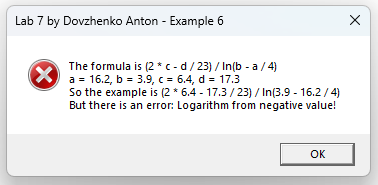 Lab 7 by Dovzhenko Anton - Example 6
The formula is (2 * c - d / 23) / ln(b - a / 4)
a = 16.2, b = 3.9, c = 6.4, d = 17.3
So the example is (2 * 6.4 - 17.3 / 23) / ln(3.9 - 16.2 / 4)
But there is an error: Logarithm from negative value!
OK